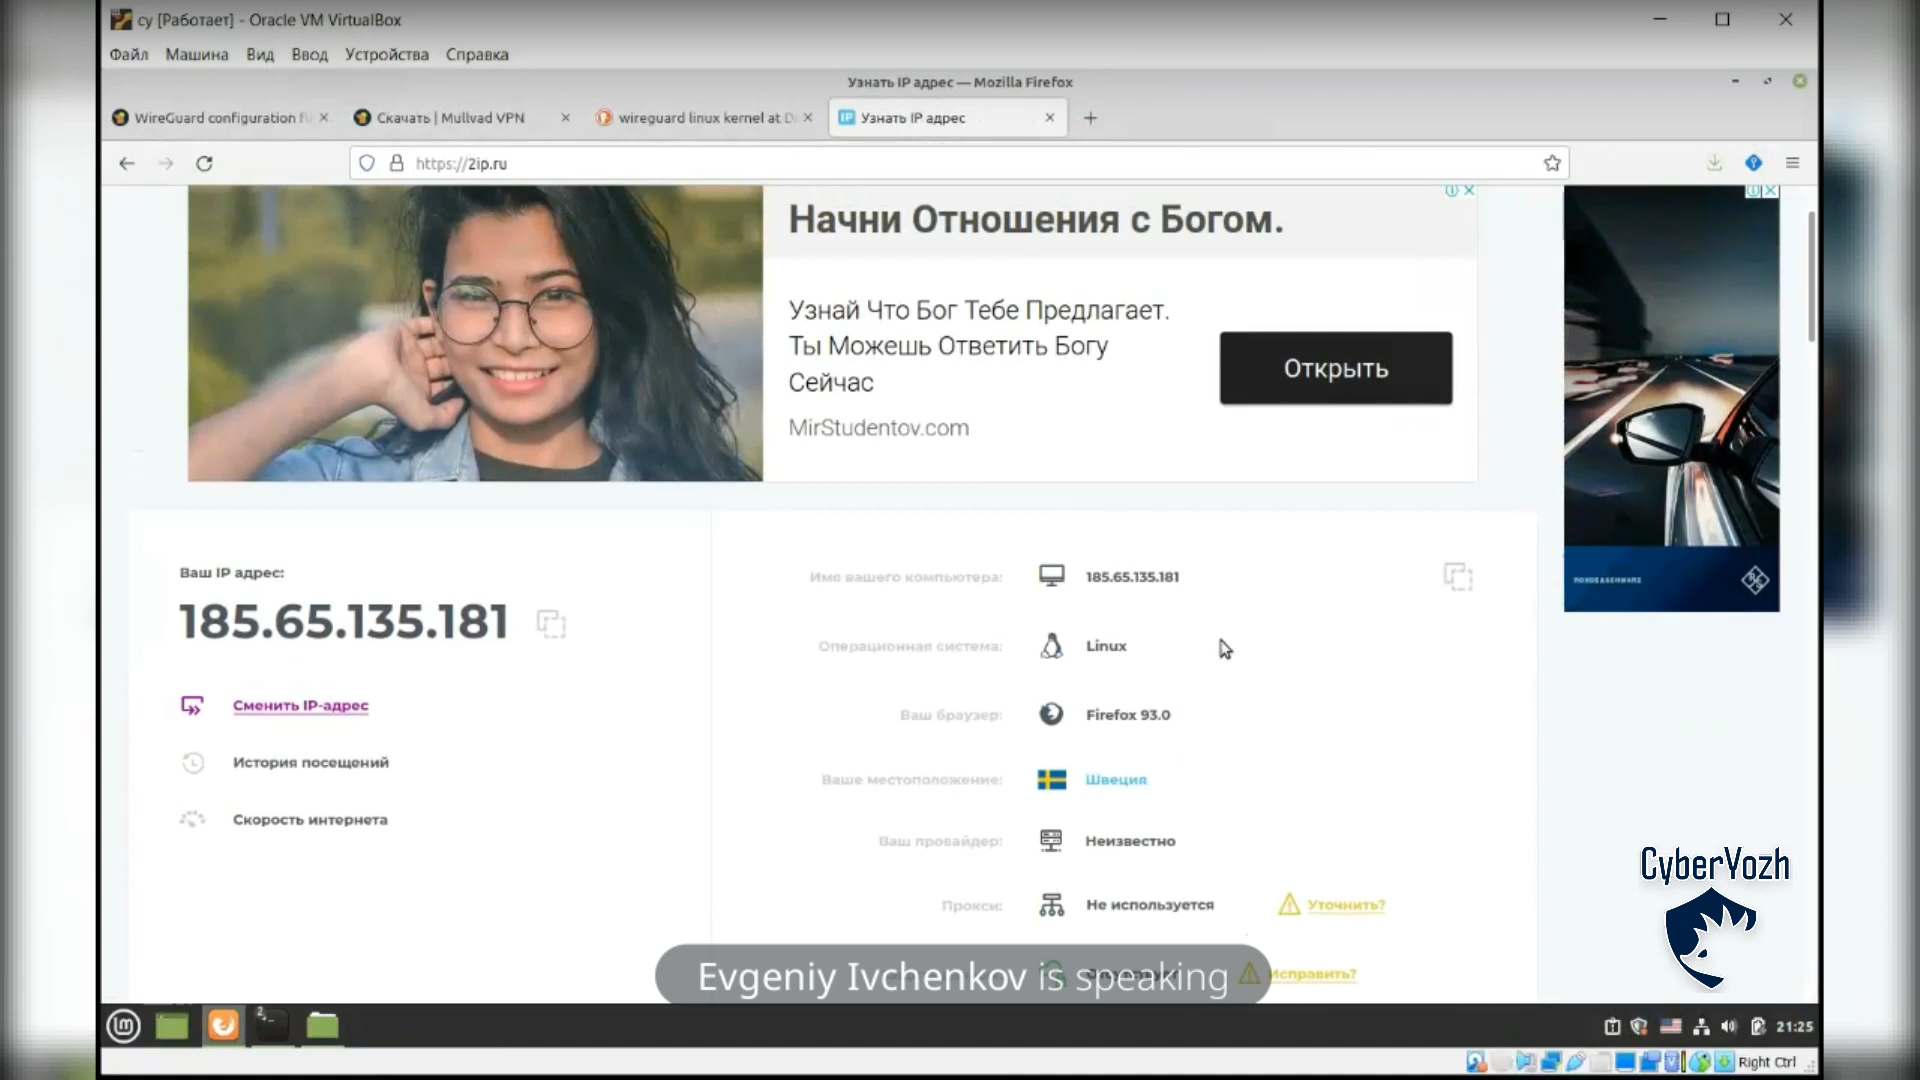 су [Работает] - Oracle VM VirtualBox
Файл Машина Вид Ввод Устройства Справка
Узнать IP адрес — Mozilla Firefox
WireGuard configuration fi
Скачать | Mullvad VPN
wireguard linux kernel at D
Узнать IP адрес
https://2ip.ru
Начни Отношения с Богом.
Узнай Что Бог Тебе Предлагает.
Ты Можешь Ответить Богу
Сейчас
MirStudentov.com
Открыть
ROHDE&SCHWARZ
Ваш IP адрес:
185.65.135.181
Сменить IP-адрес
История посещений
Скорость интернета
Имя вашего компьютера: 185.65.135.181
Операционная система: Linux
Ваш браузер: Firefox 93.0
Ваше местоположение: Швеция
Ваш провайдер: Неизвестно
Прокси: Не используется Уточнить?
Исправить?
CyberYozh
Evgeniy Ivchenkov is speaking
21:25
Right Ctrl